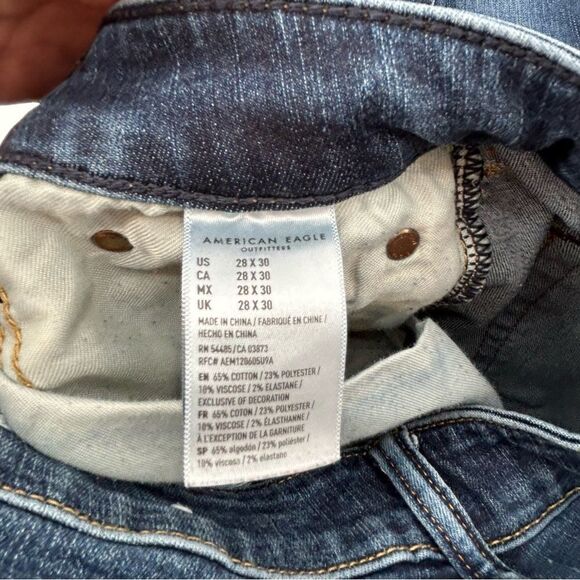 AMERICAN EAGLE
OUTFITTERS
US 28 X 30
CA 28 X 30
MX 28 X 30
UK 28 X 30
MADE IN CHINA / FABRIQUÉ EN CHINE /
HECHO EN CHINA
RN 54485/CA 03873
RFC# AEM120605U9A
EN 65% COTTON / 23% POLYESTER /
10% VISCOSE / 2% ELASTANE /
EXCLUSIVE OF DECORATION
FR 65% COTON / 23% POLYESTER /
10% VISCOSE / 2% ÉLASTHANNE /
À L'EXCEPTION DE LA GARNITURE
SP 65% algodón / 23% poliéster /
10% viscosa / 2% elastano